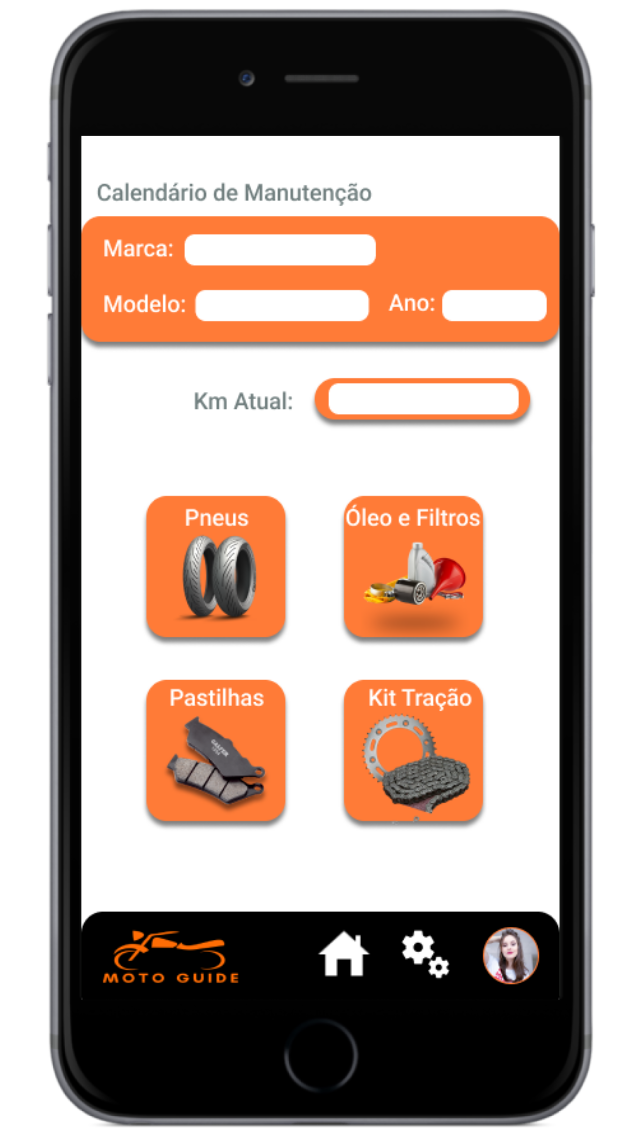 Calendário de Manutenção
Marca:
Modelo:
Ano:
Km Atual:
Pneus
Óleo e Filtros
Pastilhas
Kit Tração
MOTO GUIDE